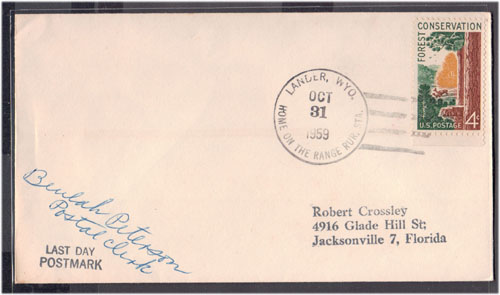 FOREST CONSERVATION
U.S. POSTAGE 4¢
LANDER, WYO.
OCT
31
1959
HOME ON THE RANGE RUR. STA.
Beulah Peterson
Postal Clerk
LAST DAY
POSTMARK
Robert Crossley
4916 Glade Hill St;
Jacksonville 7, Florida